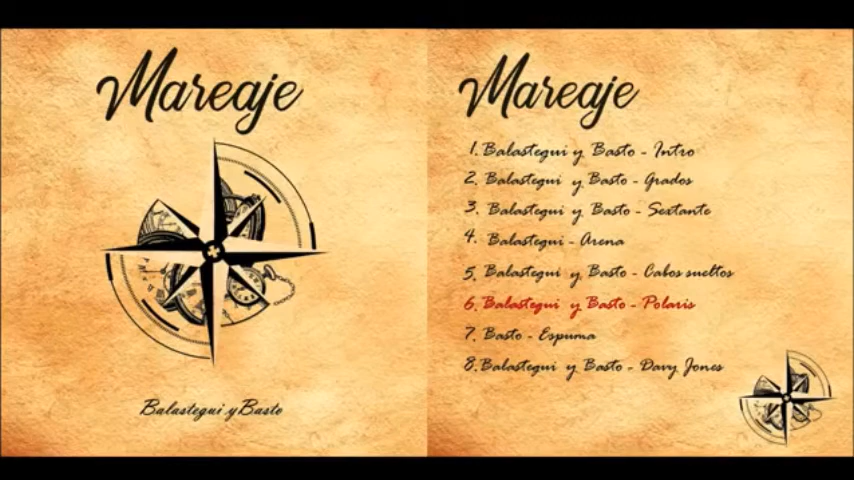 Mareaje
Balastegui y Basto
Mareaje
1. Balastegui y Basto - Intro
2. Balastegui y Basto - Grados
3. Balastegui y Basto - Sextante
4. Balastegui - Arena
5. Balastegui y Basto - Cabos sueltos
6. Balastegui y Basto - Polaris
7. Basto - Espuma
8. Balastegui y Basto - Davy Jones